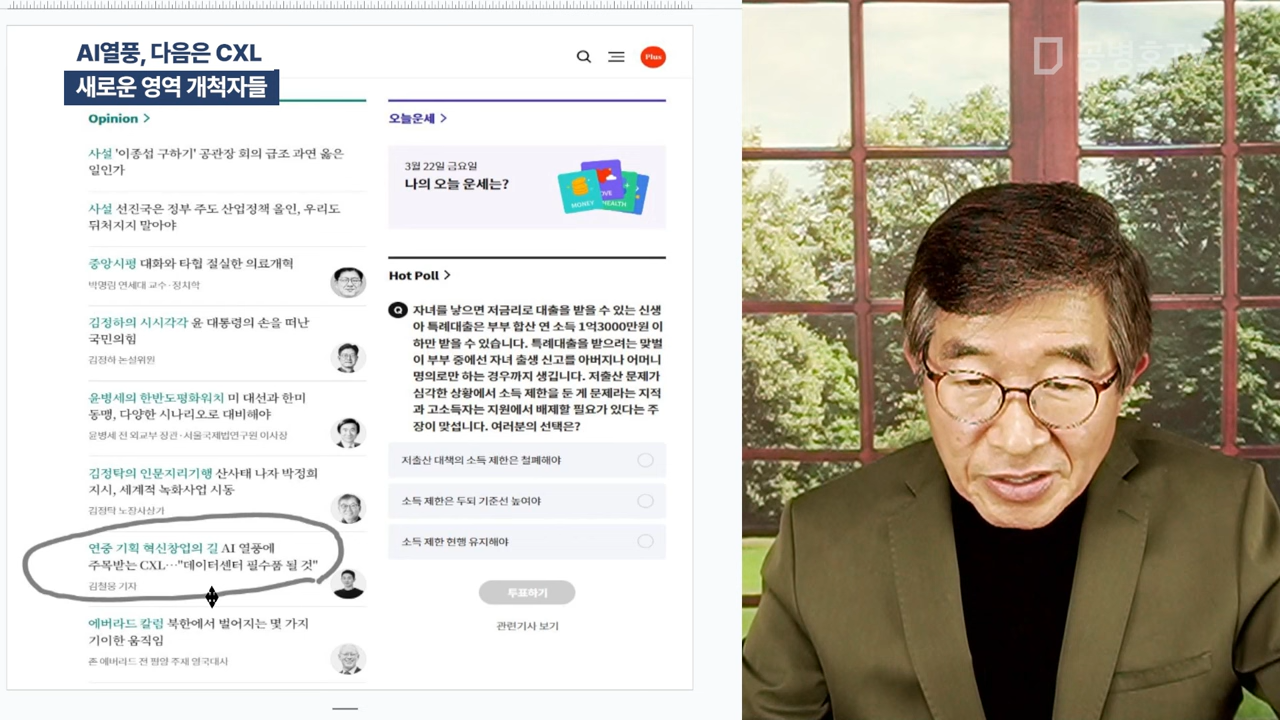 AI열풍, 다음은 CXL
새로운 영역 개척자들
Plus
Opinion >
사설 '이종섭 구하기' 공관장 회의 급조 과연 옳은
일인가
사설 선진국은 정부 주도 산업정책 올인, 우리도
뒤처지지 말아야
중앙시평 대화와 타협 절실한 의료개혁
박명림 연세대 교수·정치학
김정하의 시시각각 윤 대통령의 손을 떠난
국민의힘
김정하 논설위원
윤병세의 한반도평화워치 미 대선과 한미
동맹, 다양한 시나리오로 대비해야
윤병세 전 외교부 장관·서울국제법연구원 이사장
김정탁의 인문지리기행 산사태 나자 박정희
지시, 세계적 녹화사업 시동
김정탁 노장사상가
연중 기획 혁신창업의 길 AI 열풍에
주목받는 CXL…"데이터센터 필수품 될 것"
김철웅 기자
에버라드 칼럼 북한에서 벌어지는 몇 가지
기이한 움직임
존 에버라드 전 평양 주재 영국대사
오늘운세 >
3월 22일 금요일
나의 오늘 운세는?
MONEY
LOVE
HEALTH
Hot Poll >
Q 자녀를 낳으면 저금리로 대출을 받을 수 있는 신생
아 특례대출은 부부 합산 연 소득 1억3000만원 이
하만 받을 수 있습니다. 특례대출을 받으려는 맞벌
이 부부 중에선 자녀 출생 신고를 아버지나 어머니
명의로만 하는 경우까지 생깁니다. 저출산 문제가
심각한 상황에서 소득 제한을 둔 게 문제라는 지적
과 고소득자는 지원에서 배제할 필요가 있다는 주
장이 맞섭니다. 여러분의 선택은?
저출산 대책의 소득 제한은 철폐해야
소득 제한은 두되 기준선 높여야
소득 제한 현행 유지해야
투표하기
관련기사 보기